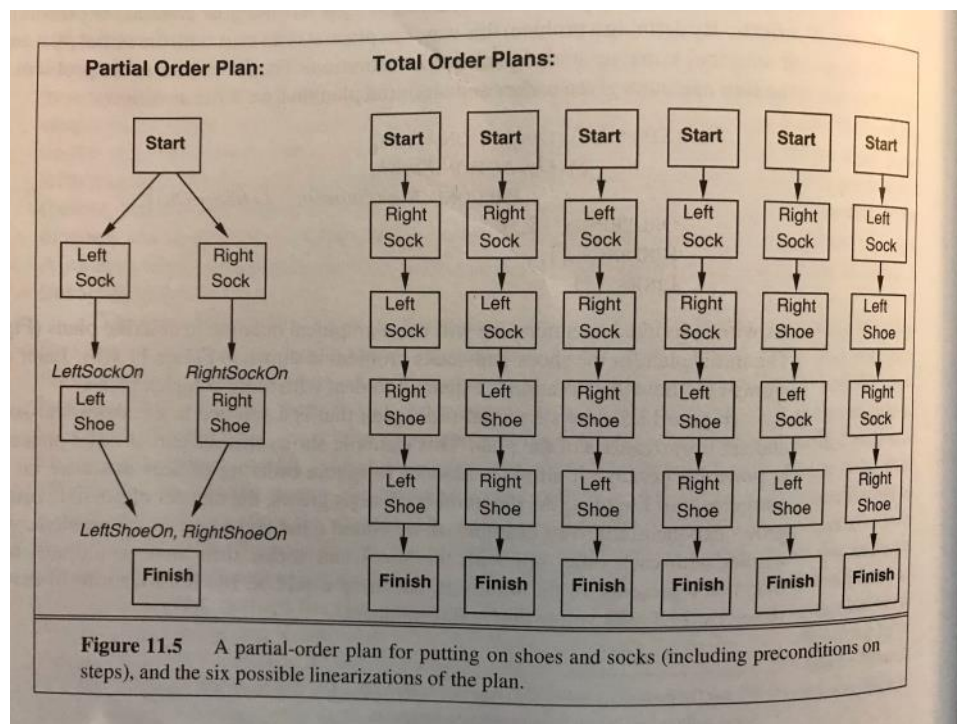 Partial Order Plan:
Start
Left
Sock
Right
Sock
LeftSockOn
RightSockOn
Left
Shoe
Right
Shoe
LeftShoeOn, RightShoeOn
Finish
Total Order Plans:
Start
Right
Sock
Left
Sock
Right
Shoe
Left
Shoe
Finish
Start
Right
Sock
Left
Sock
Left
Shoe
Right
Shoe
Finish
Start
Left
Sock
Right
Sock
Right
Shoe
Left
Shoe
Finish
Start
Left
Sock
Right
Sock
Left
Shoe
Right
Shoe
Finish
Start
Right
Sock
Right
Shoe
Left
Sock
Left
Shoe
Finish
Start
Left
Sock
Left
Shoe
Right
Sock
Right
Shoe
Finish
Figure 11.5 A partial-order plan for putting on shoes and socks (including preconditions on
steps), and the six possible linearizations of the plan.